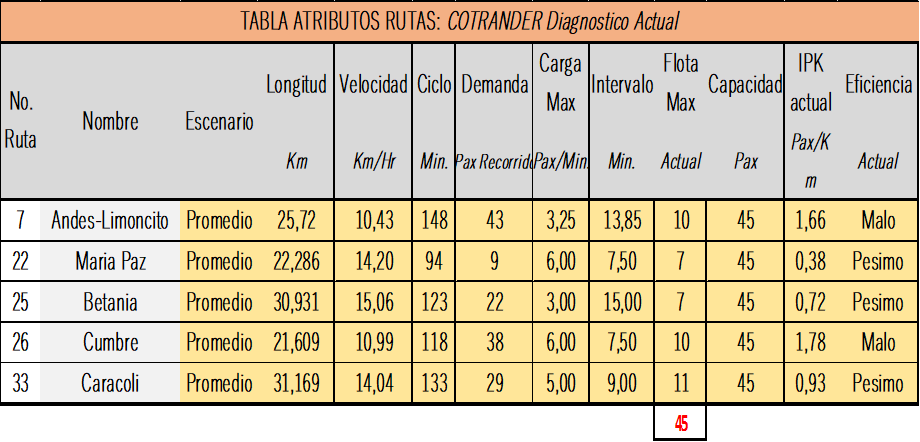 TABLA ATRIBUTOS RUTAS: COTRANDER Diagnostico Actual
No. Ruta Nombre Escenario Longitud Km Velocidad Km/Hr Ciclo Min. Demanda Pax Recorrid Carga Max Pax/Min. Intervalo Min. Flota Max Actual Capacidad Pax IPK actual Pax/K m Eficiencia Actual
7 Andes-Limoncito Promedio 25,72 10,43 148 43 3,25 13,85 10 45 1,66 Malo
22 Maria Paz Promedio 22,286 14,20 94 9 6,00 7,50 7 45 0,38 Pesimo
25 Betania Promedio 30,931 15,06 123 22 3,00 15,00 7 45 0,72 Pesimo
26 Cumbre Promedio 21,609 10,99 118 38 6,00 7,50 10 45 1,78 Malo
33 Caracoli Promedio 31,169 14,04 133 29 5,00 9,00 11 45 0,93 Pesimo
45